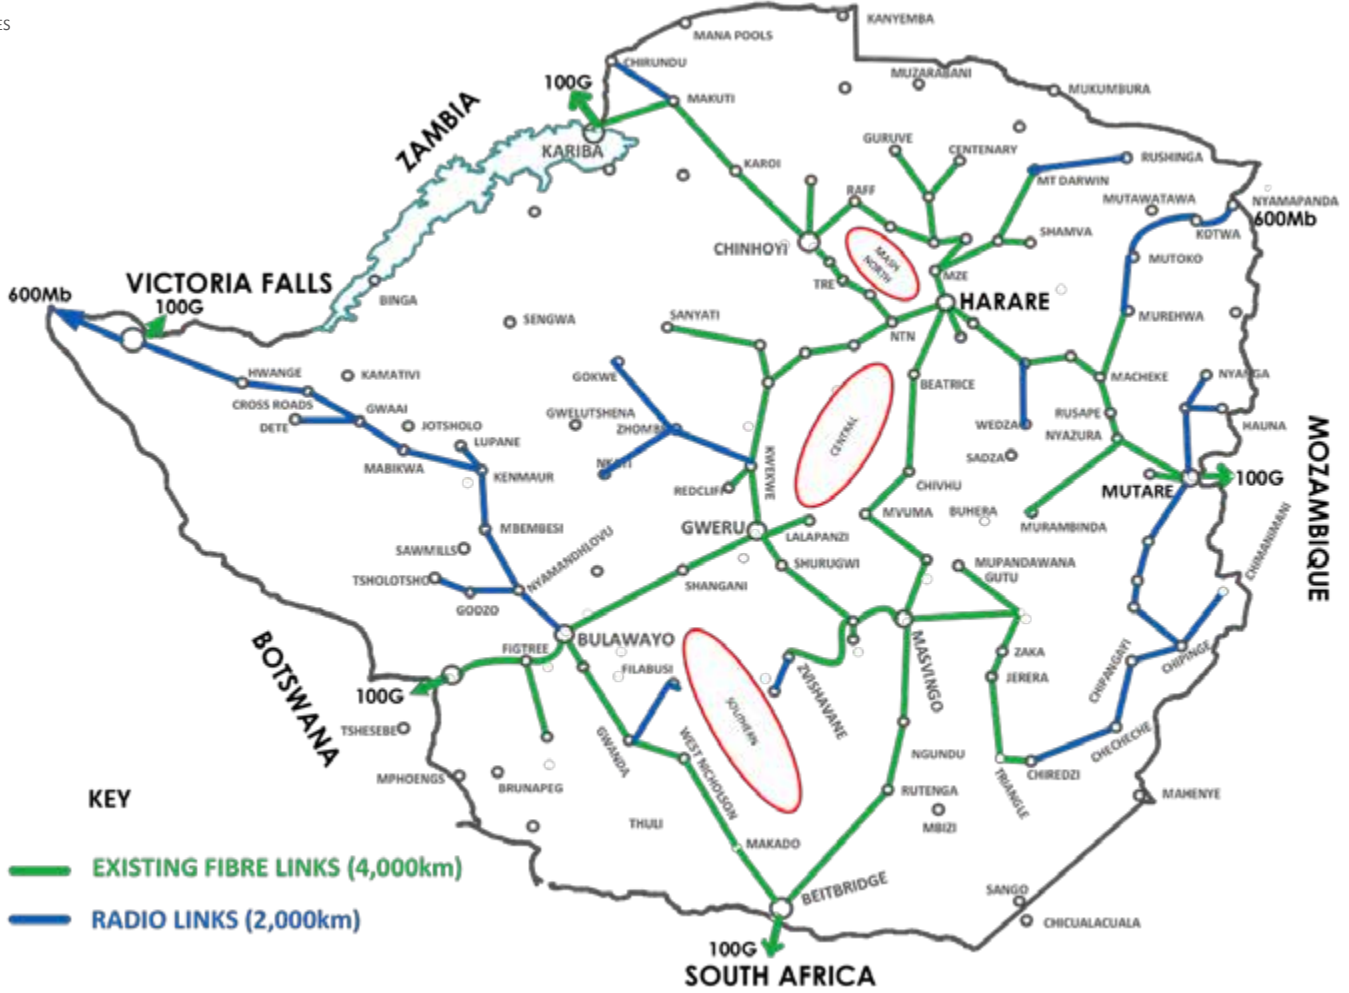 ES
KANYEMBA
MANA POOLS
CHIRUNDU
100G
MAKUTI
MUZARABANI
MUKUMBURA
ZAMBIA
KARIBA
KAROI
GURUVE
CENTENARY
RUSHINGA
MT DARWIN
RAFF
MUTAWATAWA
NYAMAPANDA
600Mb
KOTWA
CHINHOYI
MASH
NORTH
SHAMVA
MUTOKO
MZE
TRE
VICTORIA FALLS
600Mb
100G
BINGA
SENGWA
SANYATI
HARARE
NTN
MUREHWA
HWANGE
KAMATIVI
GOKWE
BEATRICE
MACHEKE
NYANGA
CROSS ROADS
GWAAI
DETE
JOTSHOLO
GWELUTSHENA
ZHOMBE
CENTRAL
WEDZA
RUSAPE
NYAZURA
HAUNA
LUPANE
MABIKWA
KENMAUR
NKAYI
REDCLIFF
KWEKWE
SADZA
CHIVHU
MUTARE
100G
MOZAMBIQUE
MVUMA
BUHERA
MURAMBINDA
CHIMANIMANI
MBEMBESI
GWERU
LALAPANZI
SAWMILLS
NYAMANDHLOVU
SHURUGWI
MUPANDAWANA
GUTU
TSHOLOTSHO
GODZO
SHANGANI
BOTSWANA
BULAWAYO
FIGTREE
FILABUSI
ZVISHAVANE
MASVINGO
ZAKA
JERERA
CHIPANGAYI
CHIPINGE
100G
SOUTHERN
TSHESEBE
GWANDA
WEST NICHOLSON
NGUNDU
CHECHECHE
MPHOENGS
BRUNAPEG
TRIANGLE
CHIREDZI
RUTENGA
MAHENYE
KEY
THULI
MBIZI
MAKADO
EXISTING FIBRE LINKS (4,000km)
BEITBRIDGE
SANGO
RADIO LINKS (2,000km)
CHICUALACUALA
100G
SOUTH AFRICA